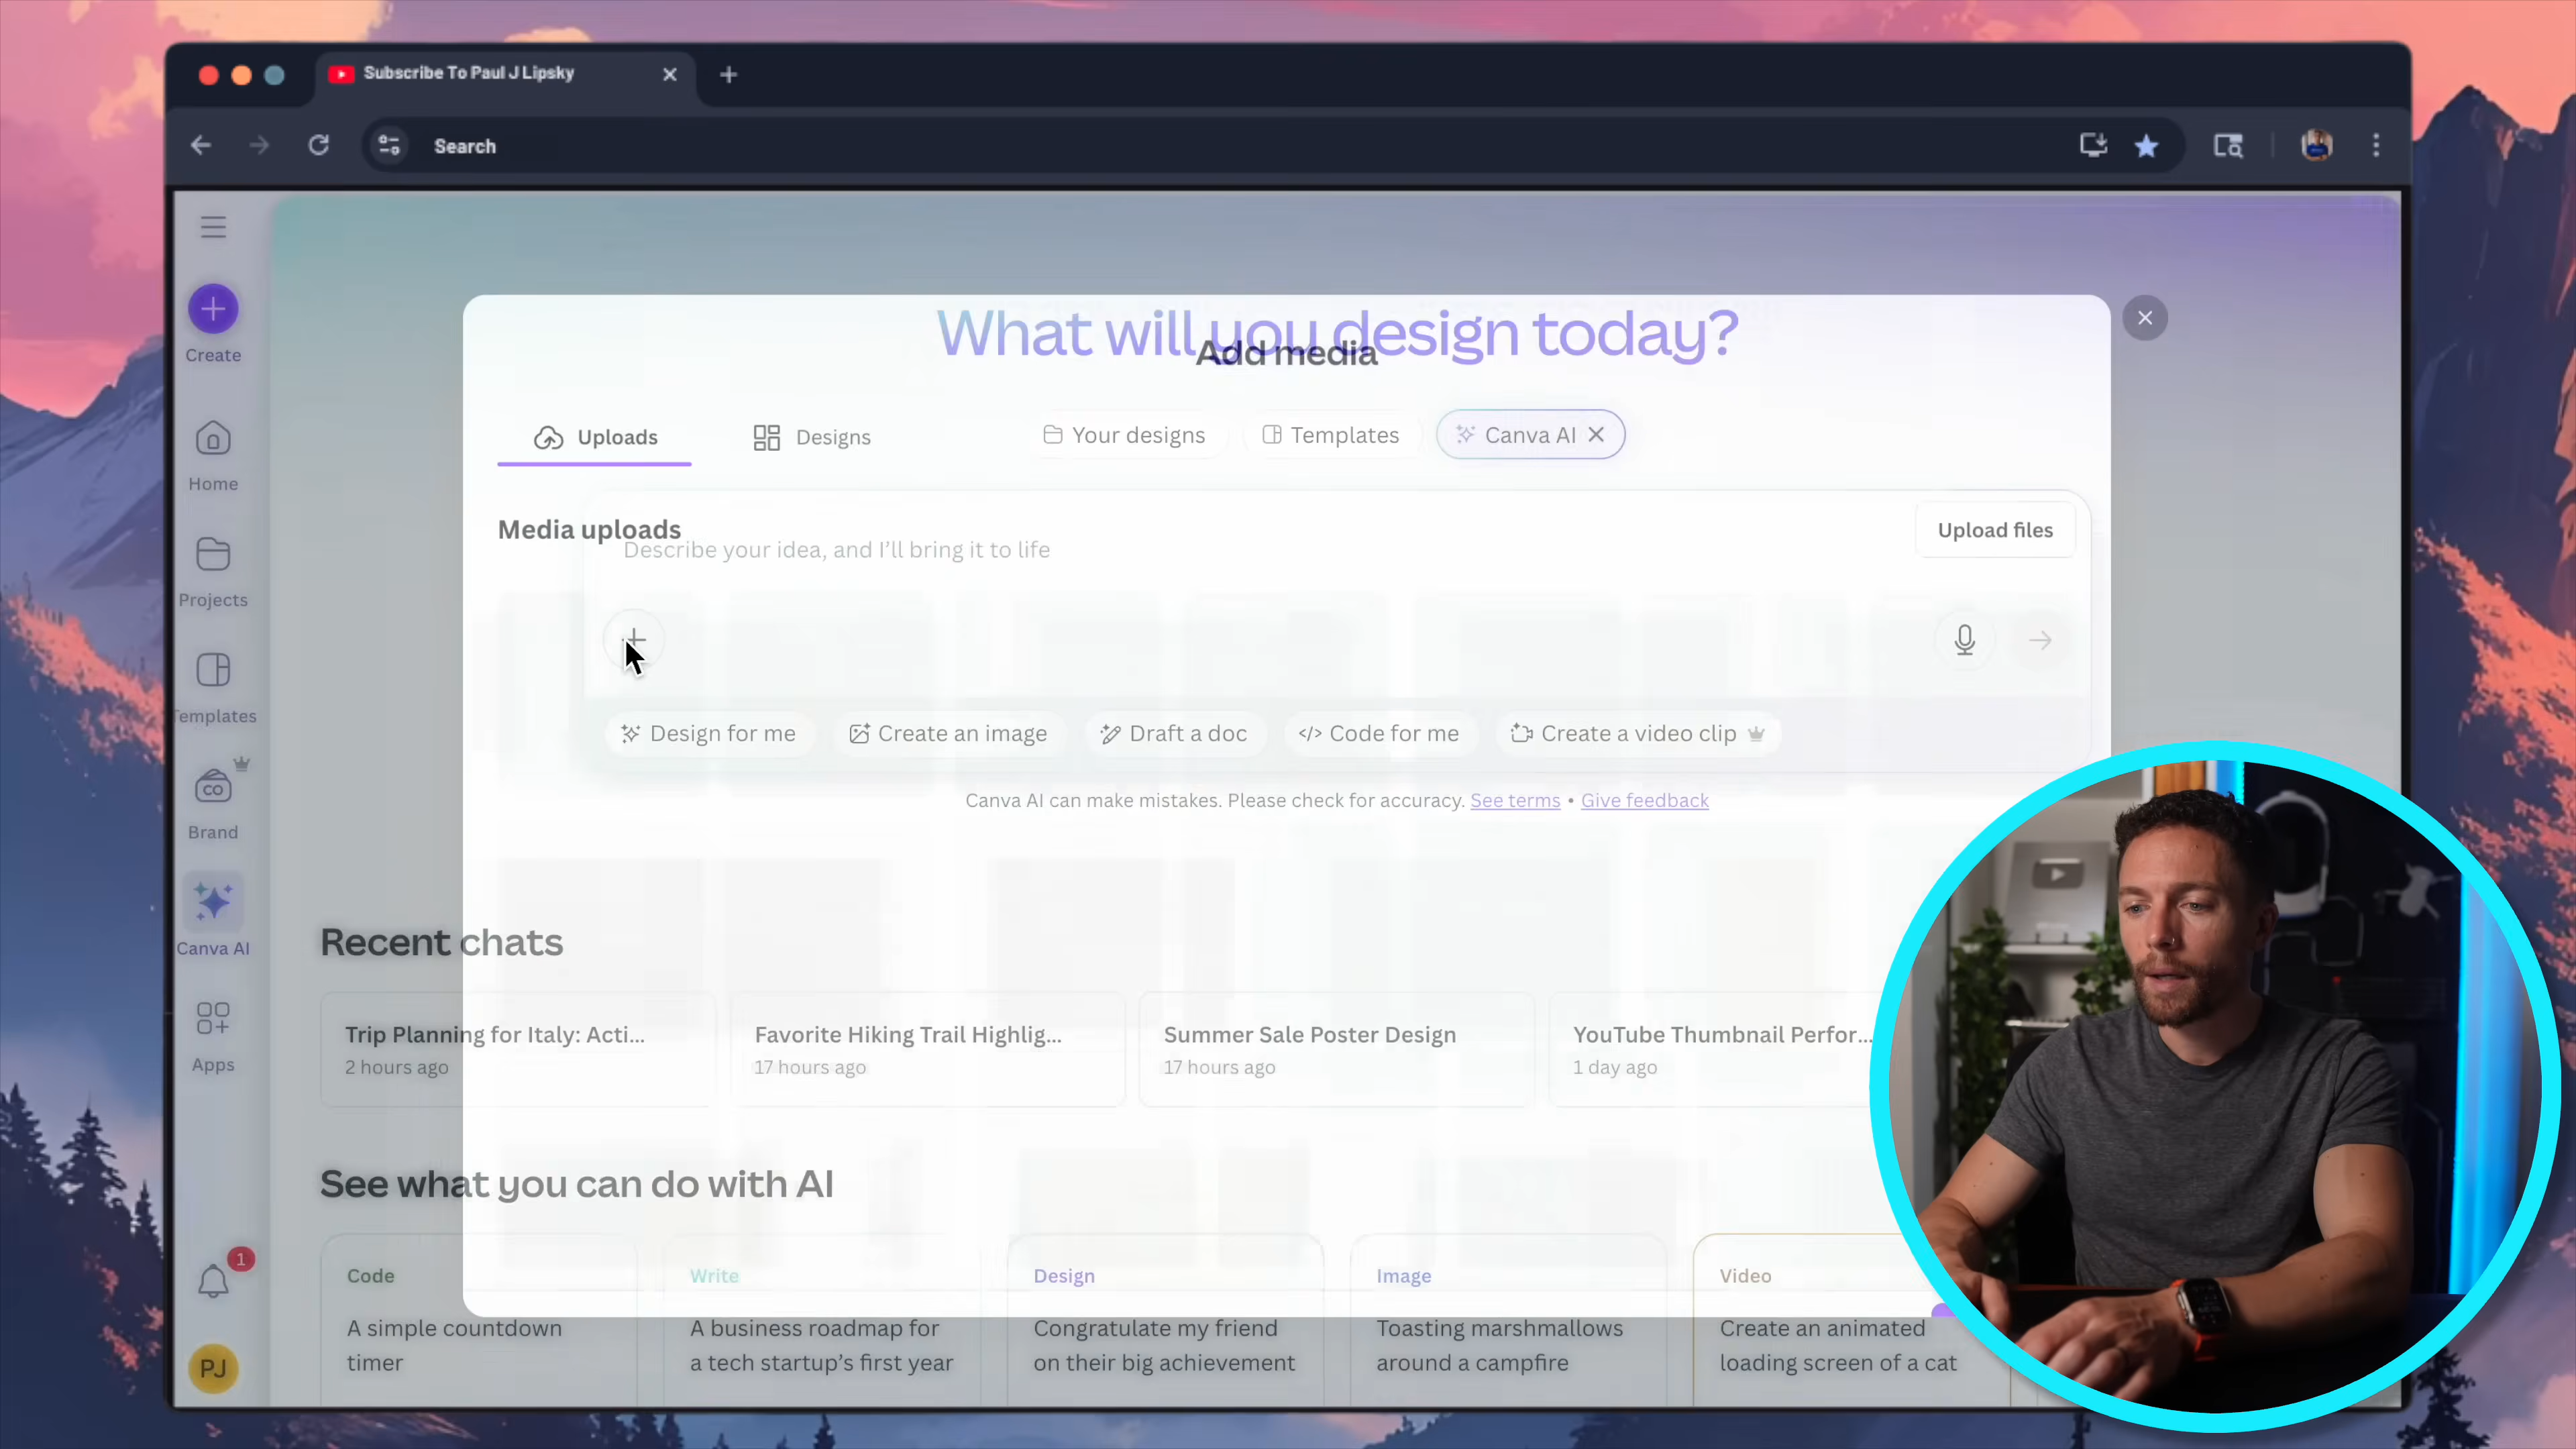 Subscribe To Paul J Lipsky
Search
Create
Home
Projects
Templates
CO
Brand
Canva AI
Apps
1
PJ
What will you design today?
Add media
Uploads
Designs
Your designs
Templates
Canva AI
Media uploads
Upload files
Describe your idea, and I'll bring it to life
Design for me
Create an image
Draft a doc
</> Code for me
Create a video clip
Canva AI can make mistakes. Please check for accuracy. See terms • Give feedback
Recent chats
Trip Planning for Italy: Acti...
2 hours ago
Favorite Hiking Trail Highlig...
17 hours ago
Summer Sale Poster Design
17 hours ago
YouTube Thumbnail Perfor...
1 day ago
See what you can do with AI
Code
A simple countdown
timer
Write
A business roadmap for
a tech startup's first year
Design
Congratulate my friend
on their big achievement
Image
Toasting marshmallows
around a campfire
Video
Create an animated
loading screen of a cat